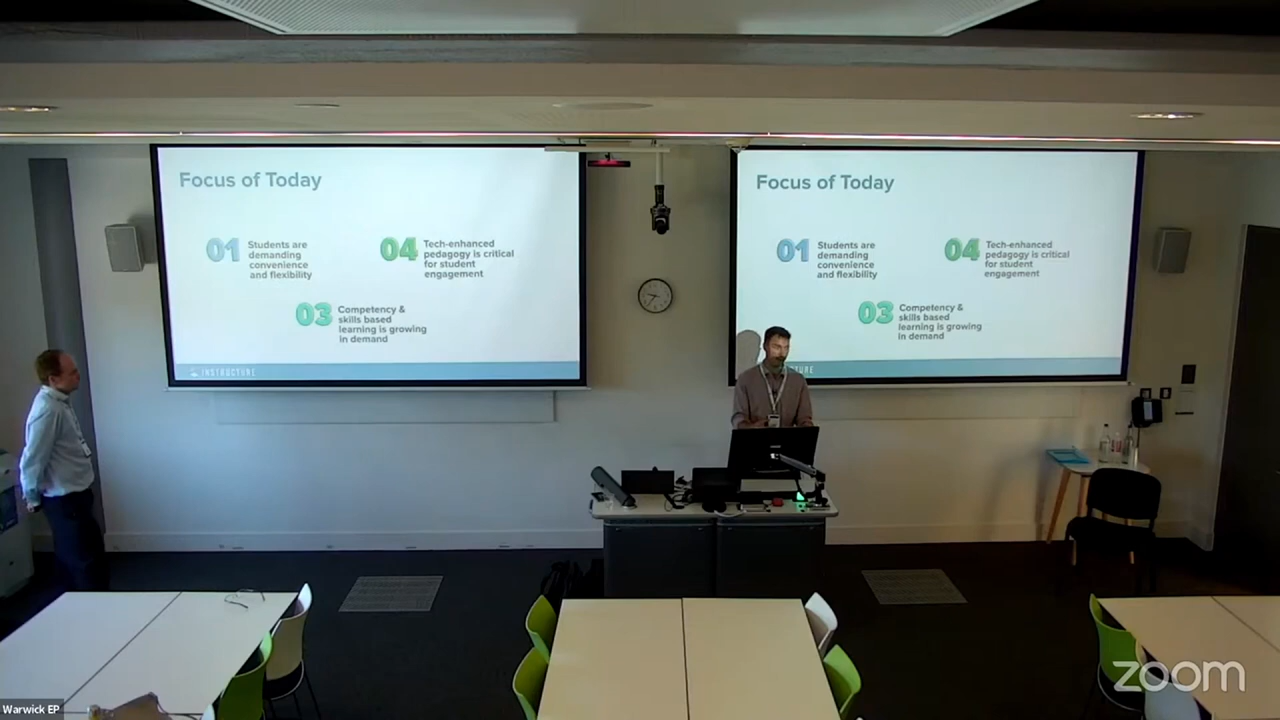 Focus of Today
01
Students are
demanding
convenience
and flexibility
04
Tech-enhanced
pedagogy is critical
for student
engagement
03
Competency &
skills based
learning is growing
in demand
INSTRUCTURE
Focus of Today
01
Students are
demanding
convenience
and flexibility
04
Tech-enhanced
pedagogy is critical
for student
engagement
03
Competency &
skills based
learning is growing
in demand
TURE
zoom
Warwick EP